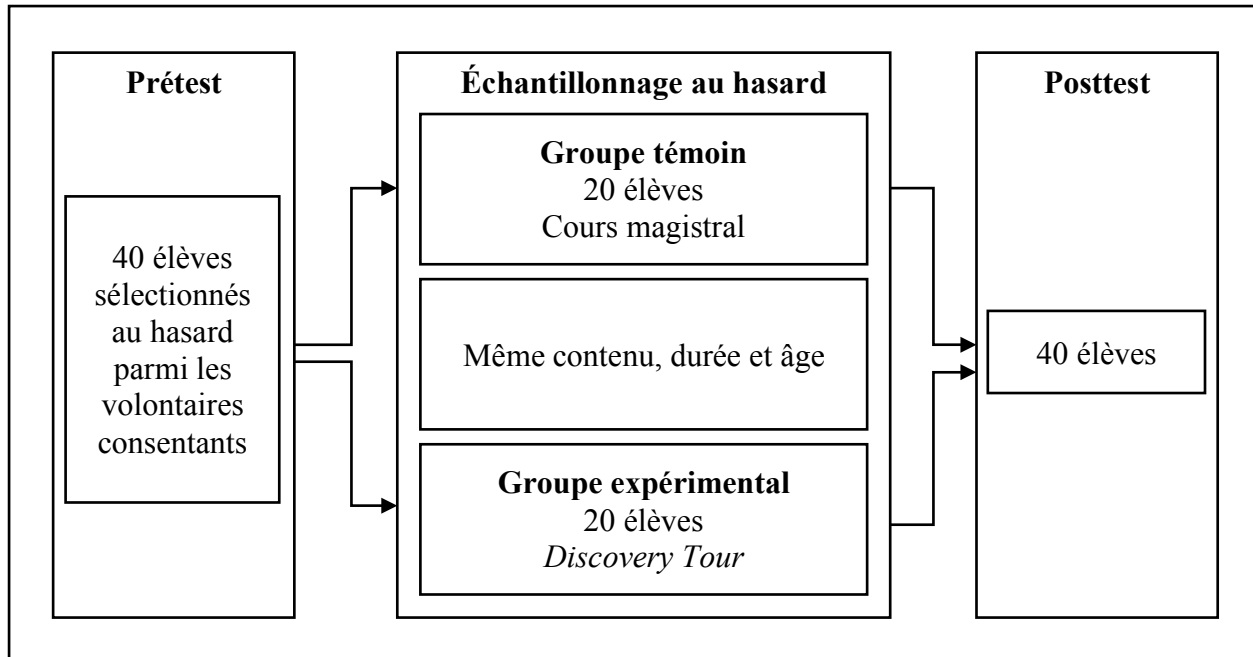 Prétest
40 élèves
sélectionnés
au hasard
parmi les
volontaires
consentants
Échantillonnage au hasard
Groupe témoin
20 élèves
Cours magistral
Même contenu, durée et âge
Groupe expérimental
20 élèves
Discovery Tour
Posttest
40 élèves